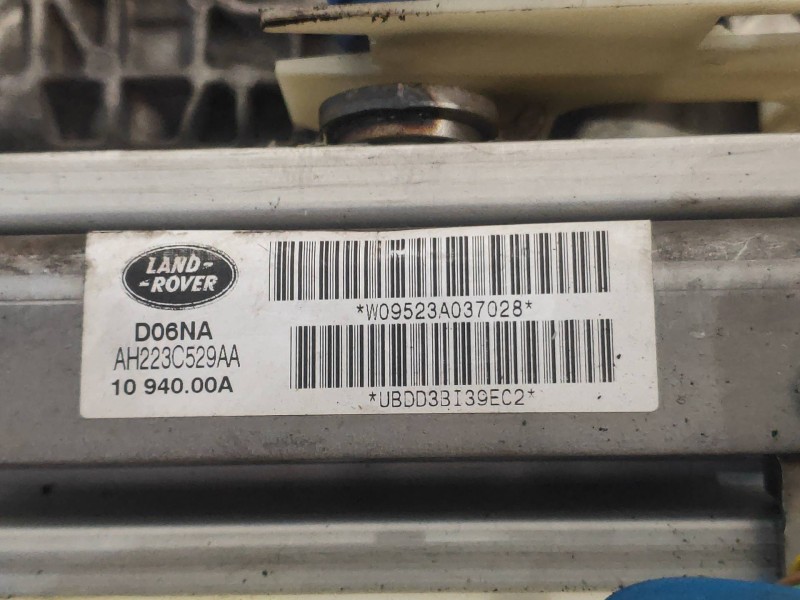 LAND-
-ROVER
D06NA
AH223C529AA
10 940.00A
*W09523A037028*
*UBDD3BI39EC2*